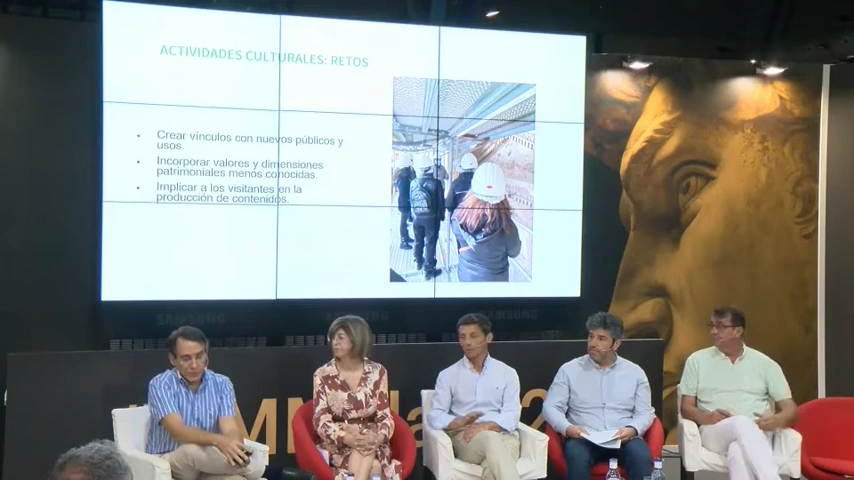 ACTIVIDADES CULTURALES: RETOS
• Crear vínculos con nuevos públicos y
usos.
• Incorporar valores y dimensiones
patrimoniales menos conocidas.
• Implicar a los visitantes en la
producción de contenidos.
SAMSUNG SAMSUNG SAMSUNG